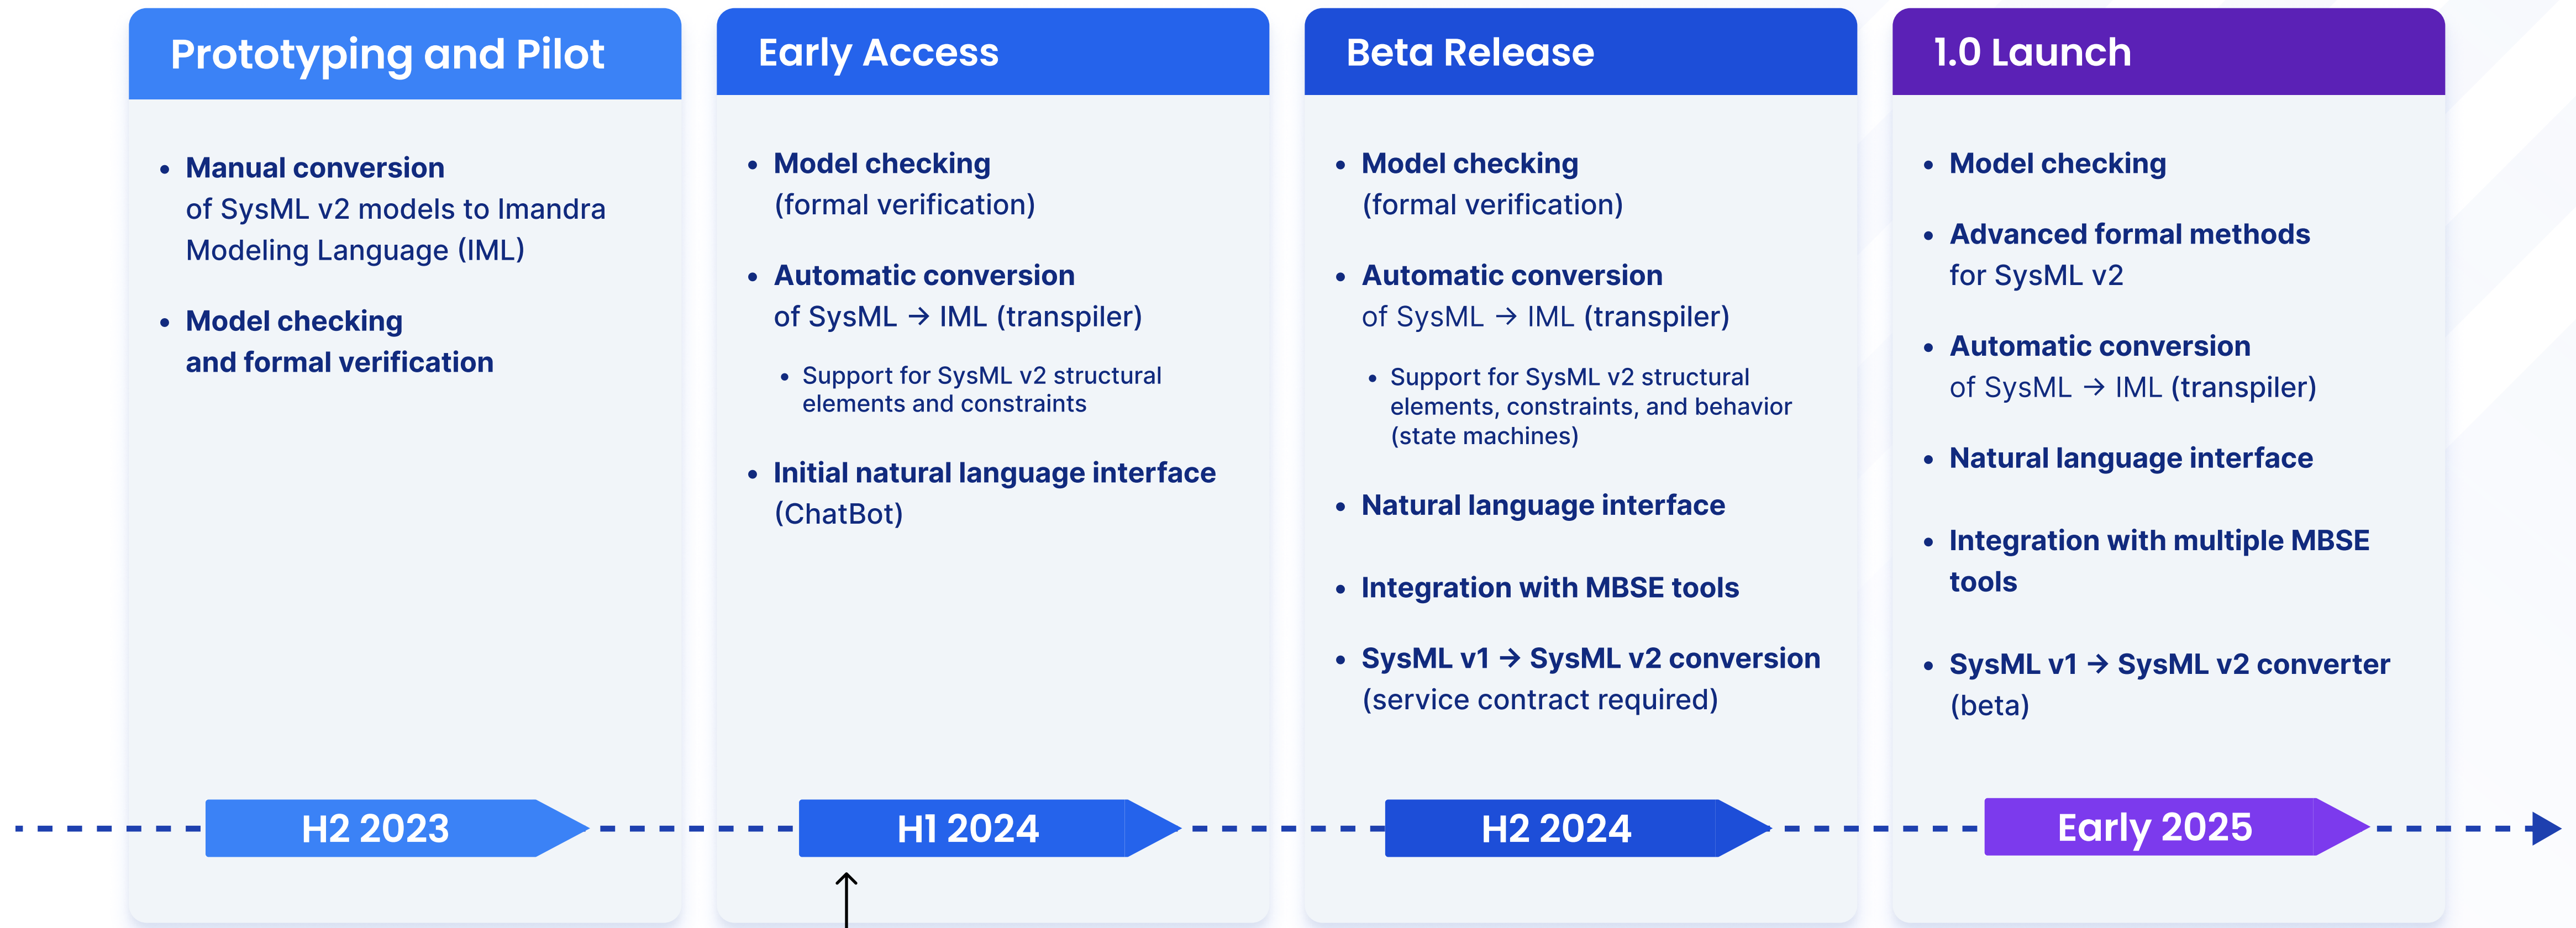 Prototyping and Pilot
• Manual conversion
of SysML v2 models to Imandra
Modeling Language (IML)
• Model checking
and formal verification
H2 2023
Early Access
• Model checking
(formal verification)
• Automatic conversion
of SysML → IML (transpiler)
• Support for SysML v2 structural
elements and constraints
• Initial natural language interface
(ChatBot)
H1 2024
Beta Release
• Model checking
(formal verification)
• Automatic conversion
of SysML → IML (transpiler)
• Support for SysML v2 structural
elements, constraints, and behavior
(state machines)
• Natural language interface
• Integration with MBSE tools
• SysML v1 → SysML v2 conversion
(service contract required)
H2 2024
1.0 Launch
• Model checking
• Advanced formal methods
for SysML v2
• Automatic conversion
of SysML → IML (transpiler)
• Natural language interface
• Integration with multiple MBSE
tools
• SysML v1 → SysML v2 converter
(beta)
Early 2025